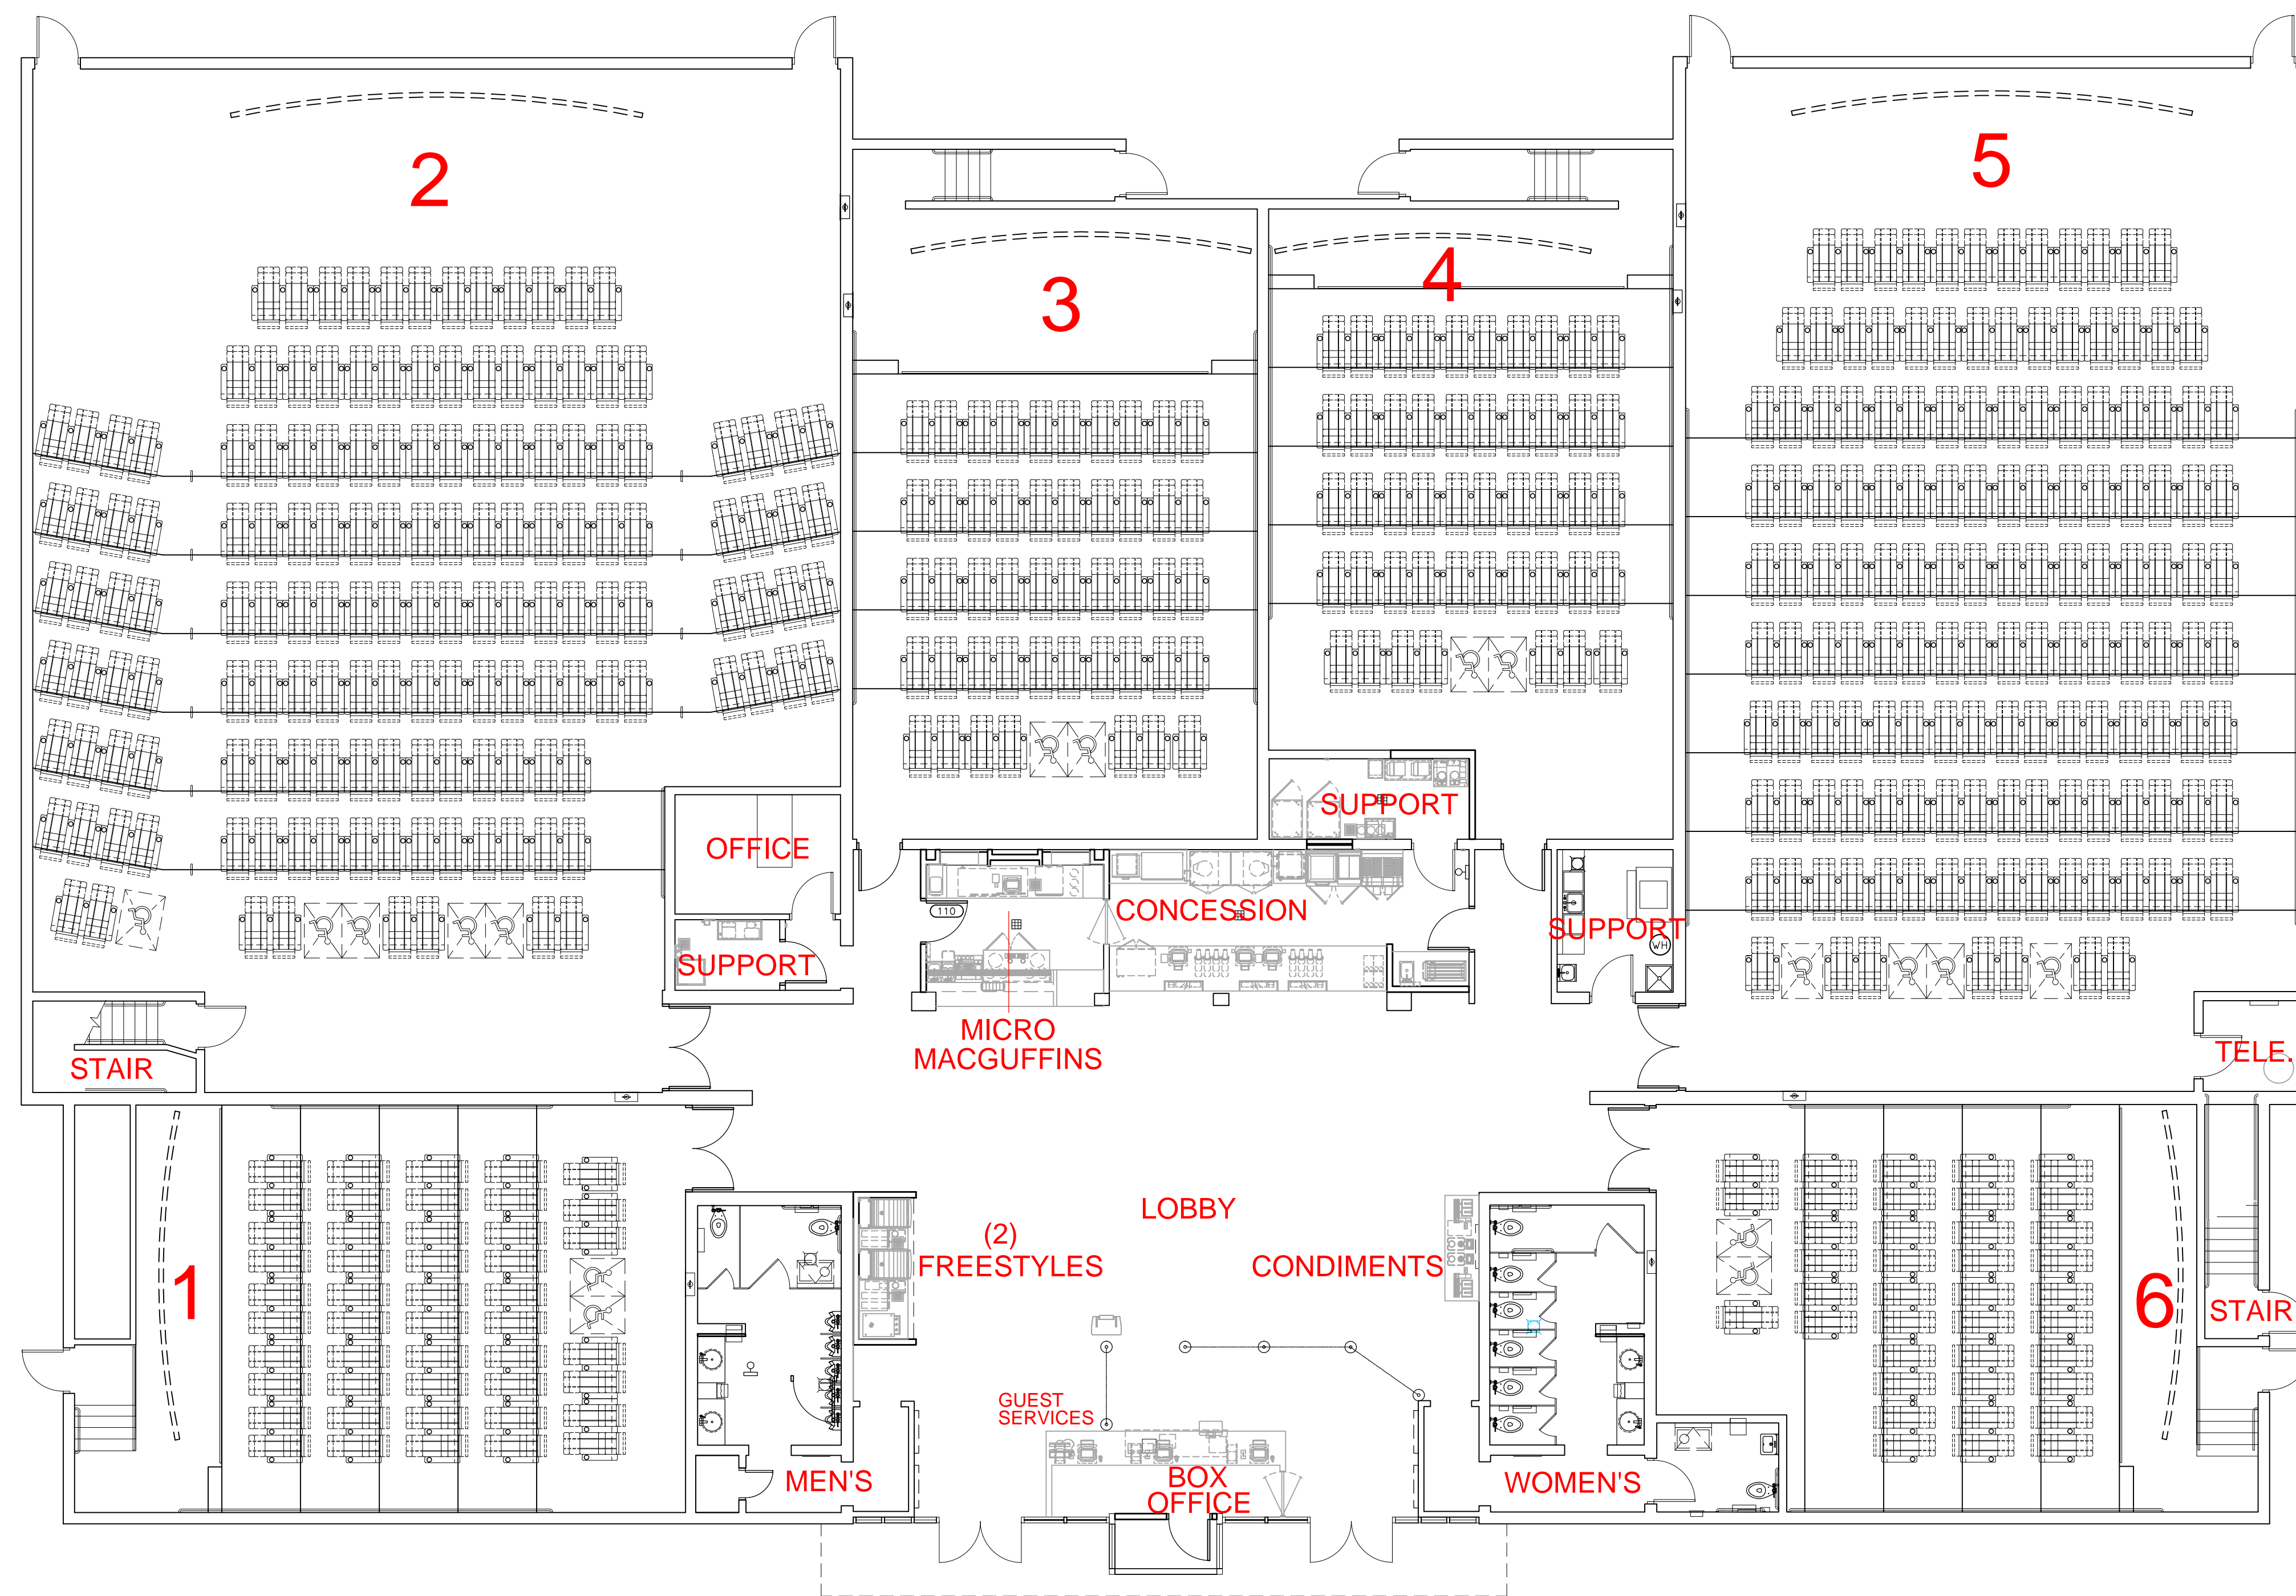 2
5
3
4
SUPPORT
OFFICE
CONCESSION
110
SUPPORT
SUPPORT
WH
MICRO
MACGUFFINS
STAIR
TELE.
LOBBY
(2)
FREESTYLES
CONDIMENTS
1
6
STAIR
GUEST
SERVICES
MEN'S
BOX
OFFICE
WOMEN'S